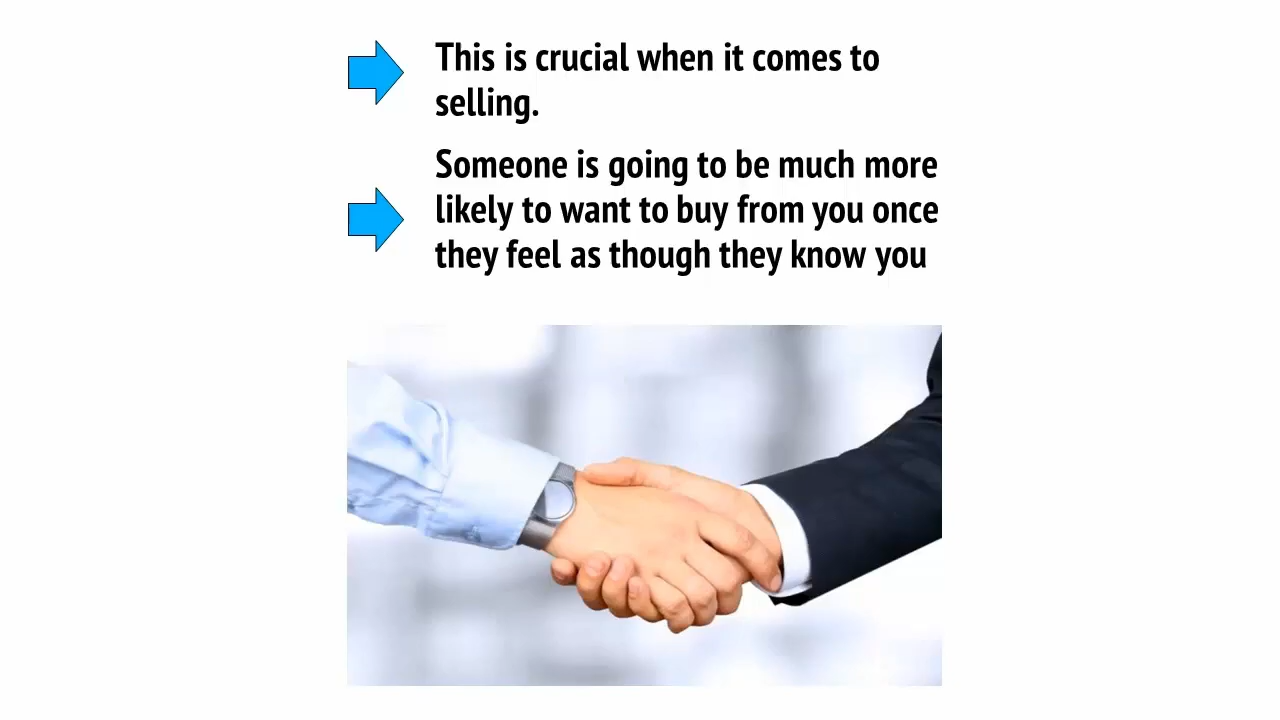 This is crucial when it comes to
selling.
Someone is going to be much more
likely to want to buy from you once
they feel as though they know you